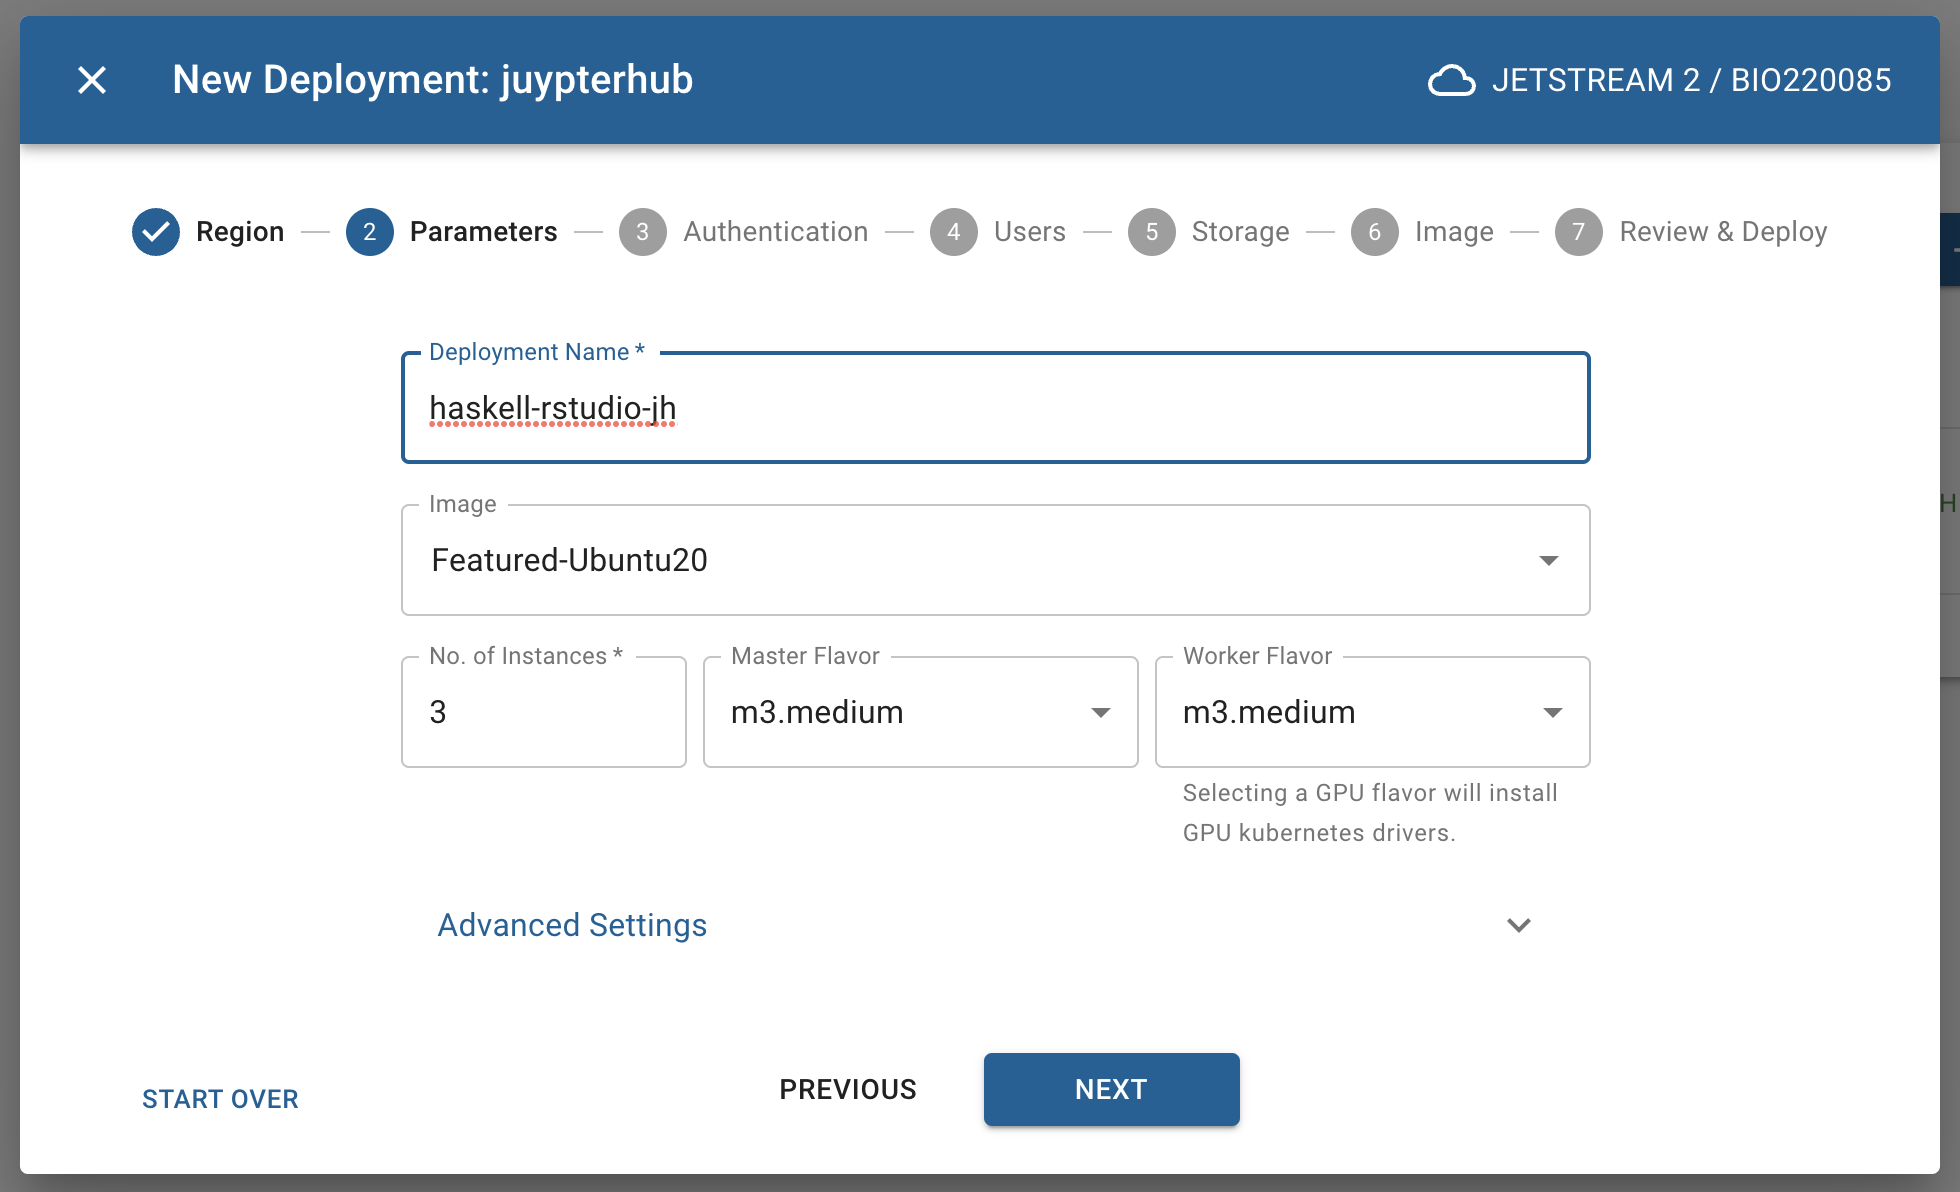 New Deployment: juypterhub
JETSTREAM 2 / BIO220085
Region
2 Parameters
3 Authentication
4 Users
5 Storage
6 Image
7 Review & Deploy
Deployment Name *
haskell-rstudio-jh
Image
Featured-Ubuntu20
No. of Instances *
3
Master Flavor
m3.medium
Worker Flavor
m3.medium
Selecting a GPU flavor will install
GPU kubernetes drivers.
Advanced Settings
START OVER
PREVIOUS
NEXT
H